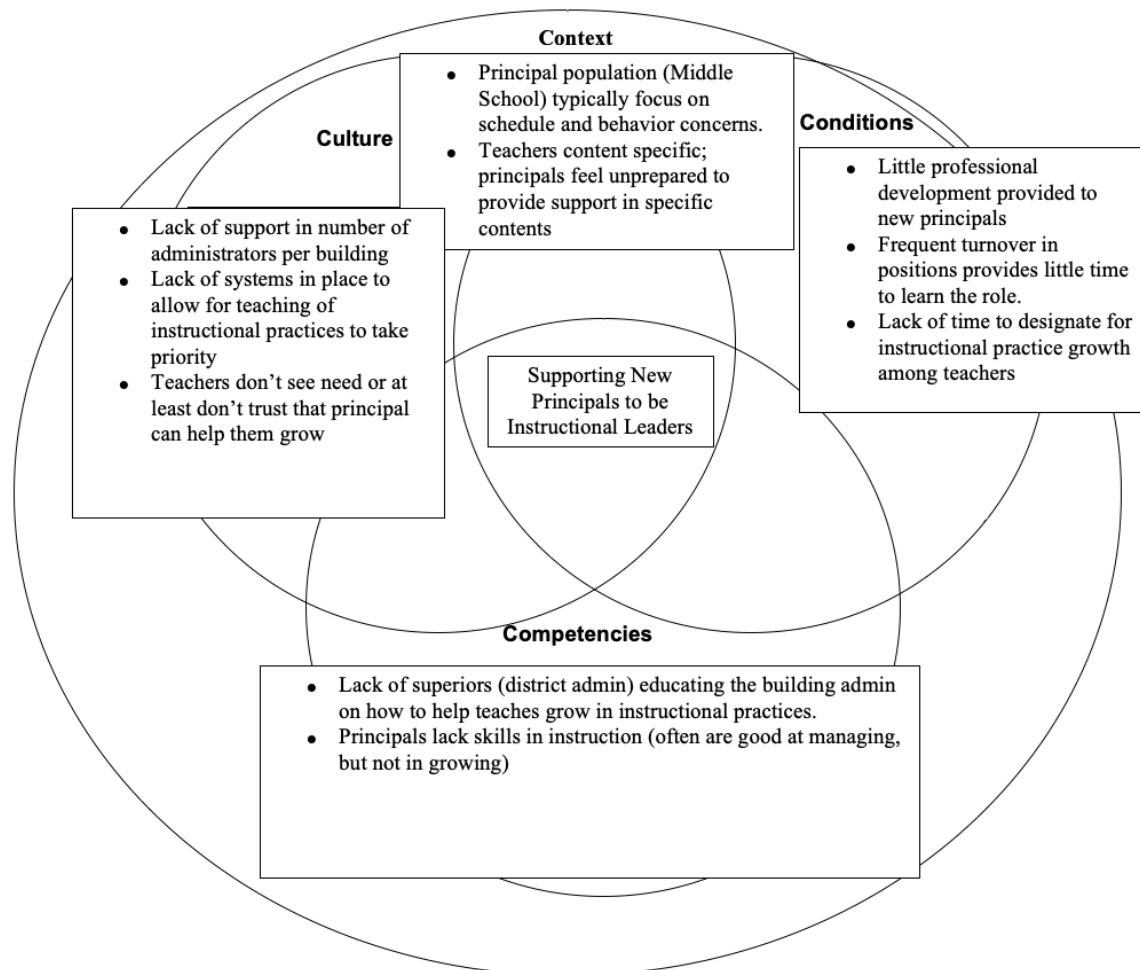 Context
• Principal population (Middle
School) typically focus on
schedule and behavior concerns.
• Teachers content specific;
principals feel unprepared to
provide support in specific
contents
Culture
• Lack of support in number of
administrators per building
• Lack of systems in place to
allow for teaching of
instructional practices to take
priority
• Teachers don’t see need or at
least don’t trust that principal
can help them grow
Conditions
• Little professional
development provided to
new principals
• Frequent turnover in
positions provides little time
to learn the role.
• Lack of time to designate for
instructional practice growth
among teachers
Supporting New
Principals to be
Instructional Leaders
Competencies
• Lack of superiors (district admin) educating the building admin
on how to help teaches grow in instructional practices.
• Principals lack skills in instruction (often are good at managing,
but not in growing)